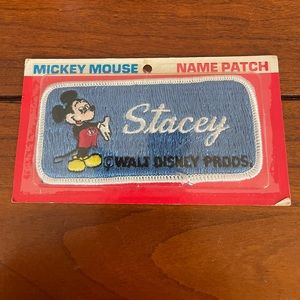 MICKEY MOUSE NAME PATCH
Stacey
©WALT DISNEY PRODS.